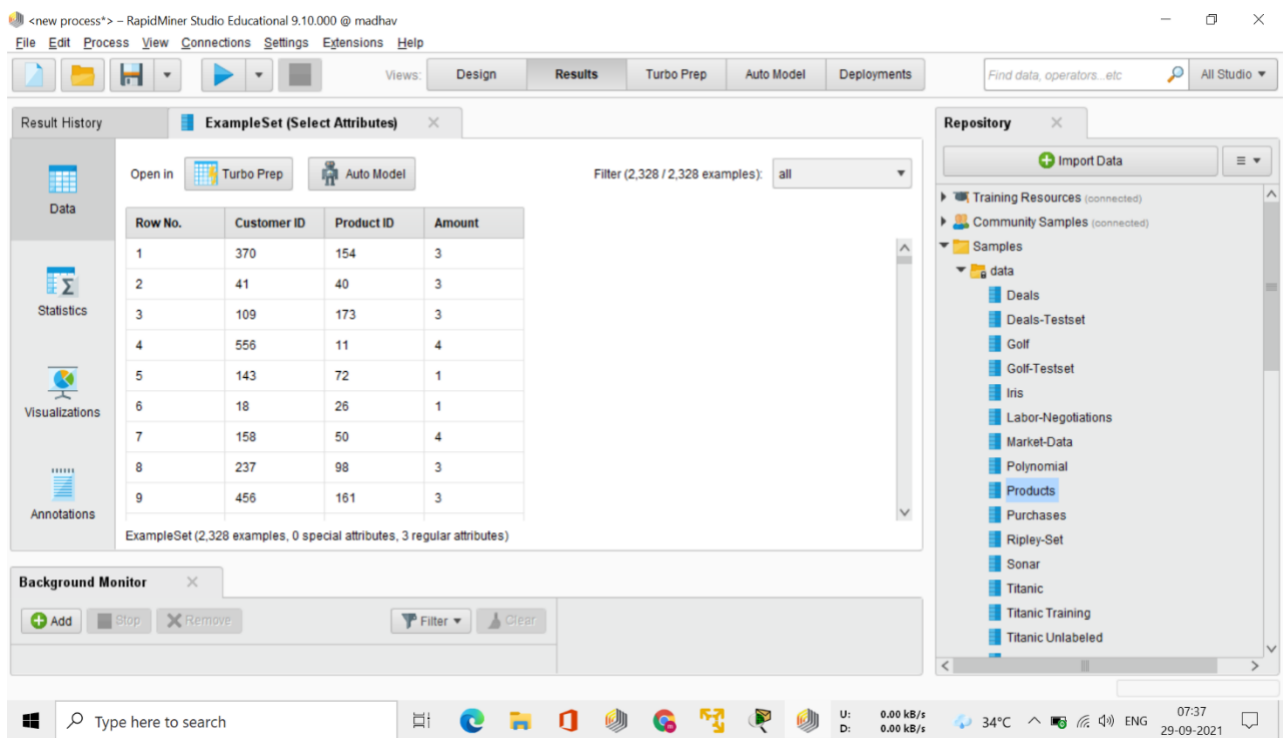 <new process*> – RapidMiner Studio Educational 9.10.000 @ madhav
File Edit Process View Connections Settings Extensions Help
Views: Design Results Turbo Prep Auto Model Deployments Find data, operators...etc All Studio
Result History ExampleSet (Select Attributes)
Data
Statistics
Visualizations
Annotations
Open in Turbo Prep Auto Model Filter (2,328 / 2,328 examples): all
Row No. Customer ID Product ID Amount
1 370 154 3
2 41 40 3
3 109 173 3
4 556 11 4
5 143 72 1
6 18 26 1
7 158 50 4
8 237 98 3
9 456 161 3
ExampleSet (2,328 examples, 0 special attributes, 3 regular attributes)
Background Monitor
Add Stop Remove Filter Clear
Repository
Import Data
Training Resources (connected)
Community Samples (connected)
Samples
data
Deals
Deals-Testset
Golf
Golf-Testset
Iris
Labor-Negotiations
Market-Data
Polynomial
Products
Purchases
Ripley-Set
Sonar
Titanic
Titanic Training
Titanic Unlabeled
Type here to search
U: 0.00 kB/s
D: 0.00 kB/s
34°C ENG
07:37
29-09-2021